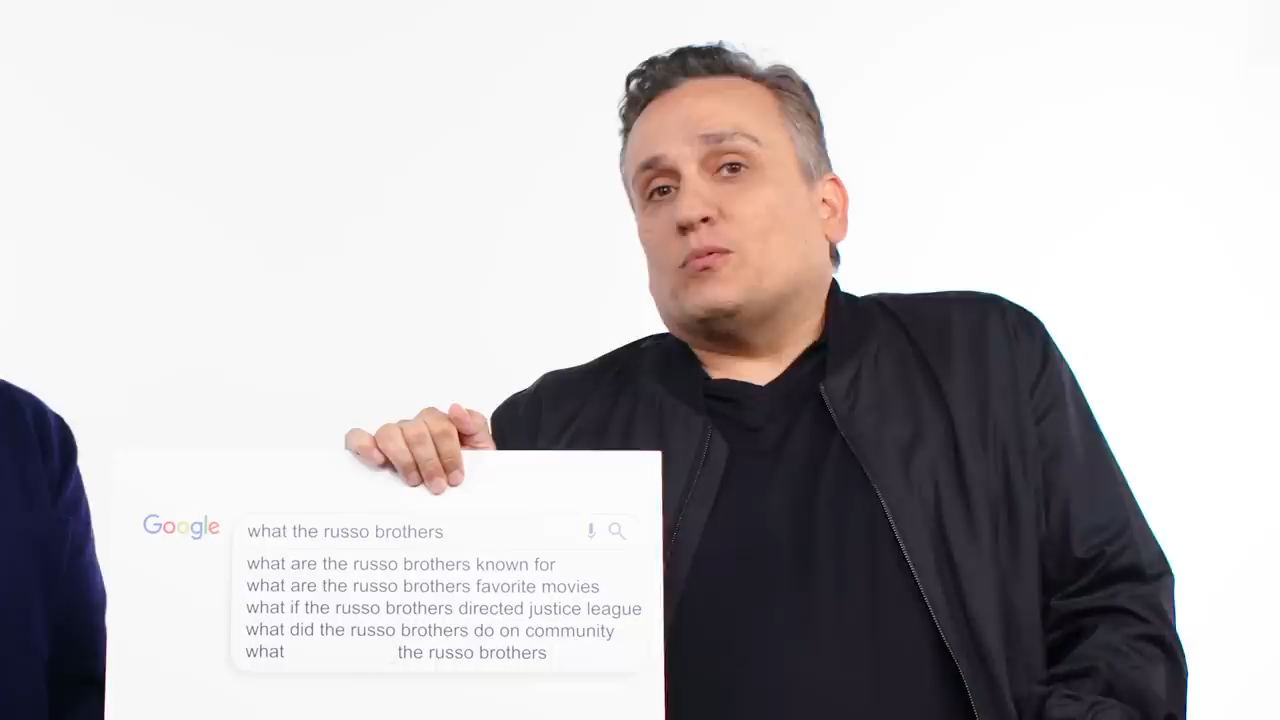 Google
what the russo brothers
what are the russo brothers known for
what are the russo brothers favorite movies
what if the russo brothers directed justice league
what did the russo brothers do on community
what the russo brothers